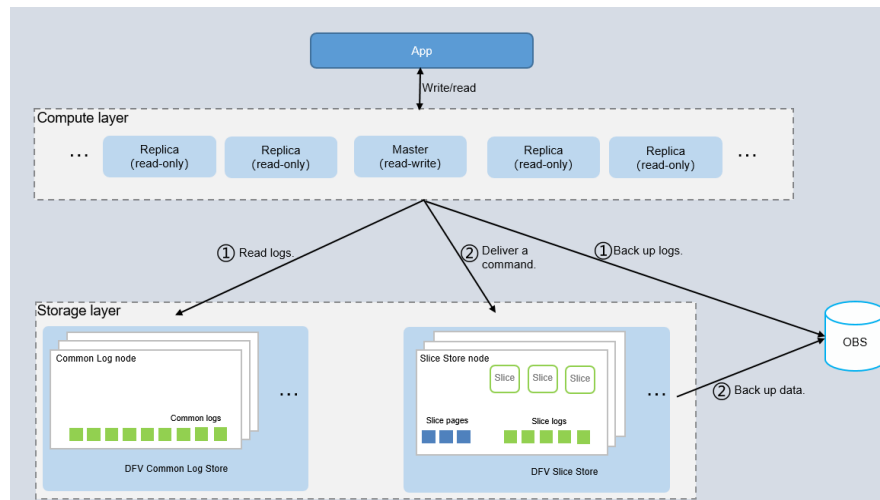 App
Write/read
Compute layer
...
Replica
(read-only)
Replica
(read-only)
Master
(read-write)
Replica
(read-only)
Replica
(read-only)
...
① Read logs.
② Deliver a
command.
① Back up logs.
Storage layer
Common Log node
Common logs
...
DFV Common Log Store
Slice Store node
Slice
Slice
Slice
Slice pages
Slice logs
...
DFV Slice Store
OBS
② Back up data.